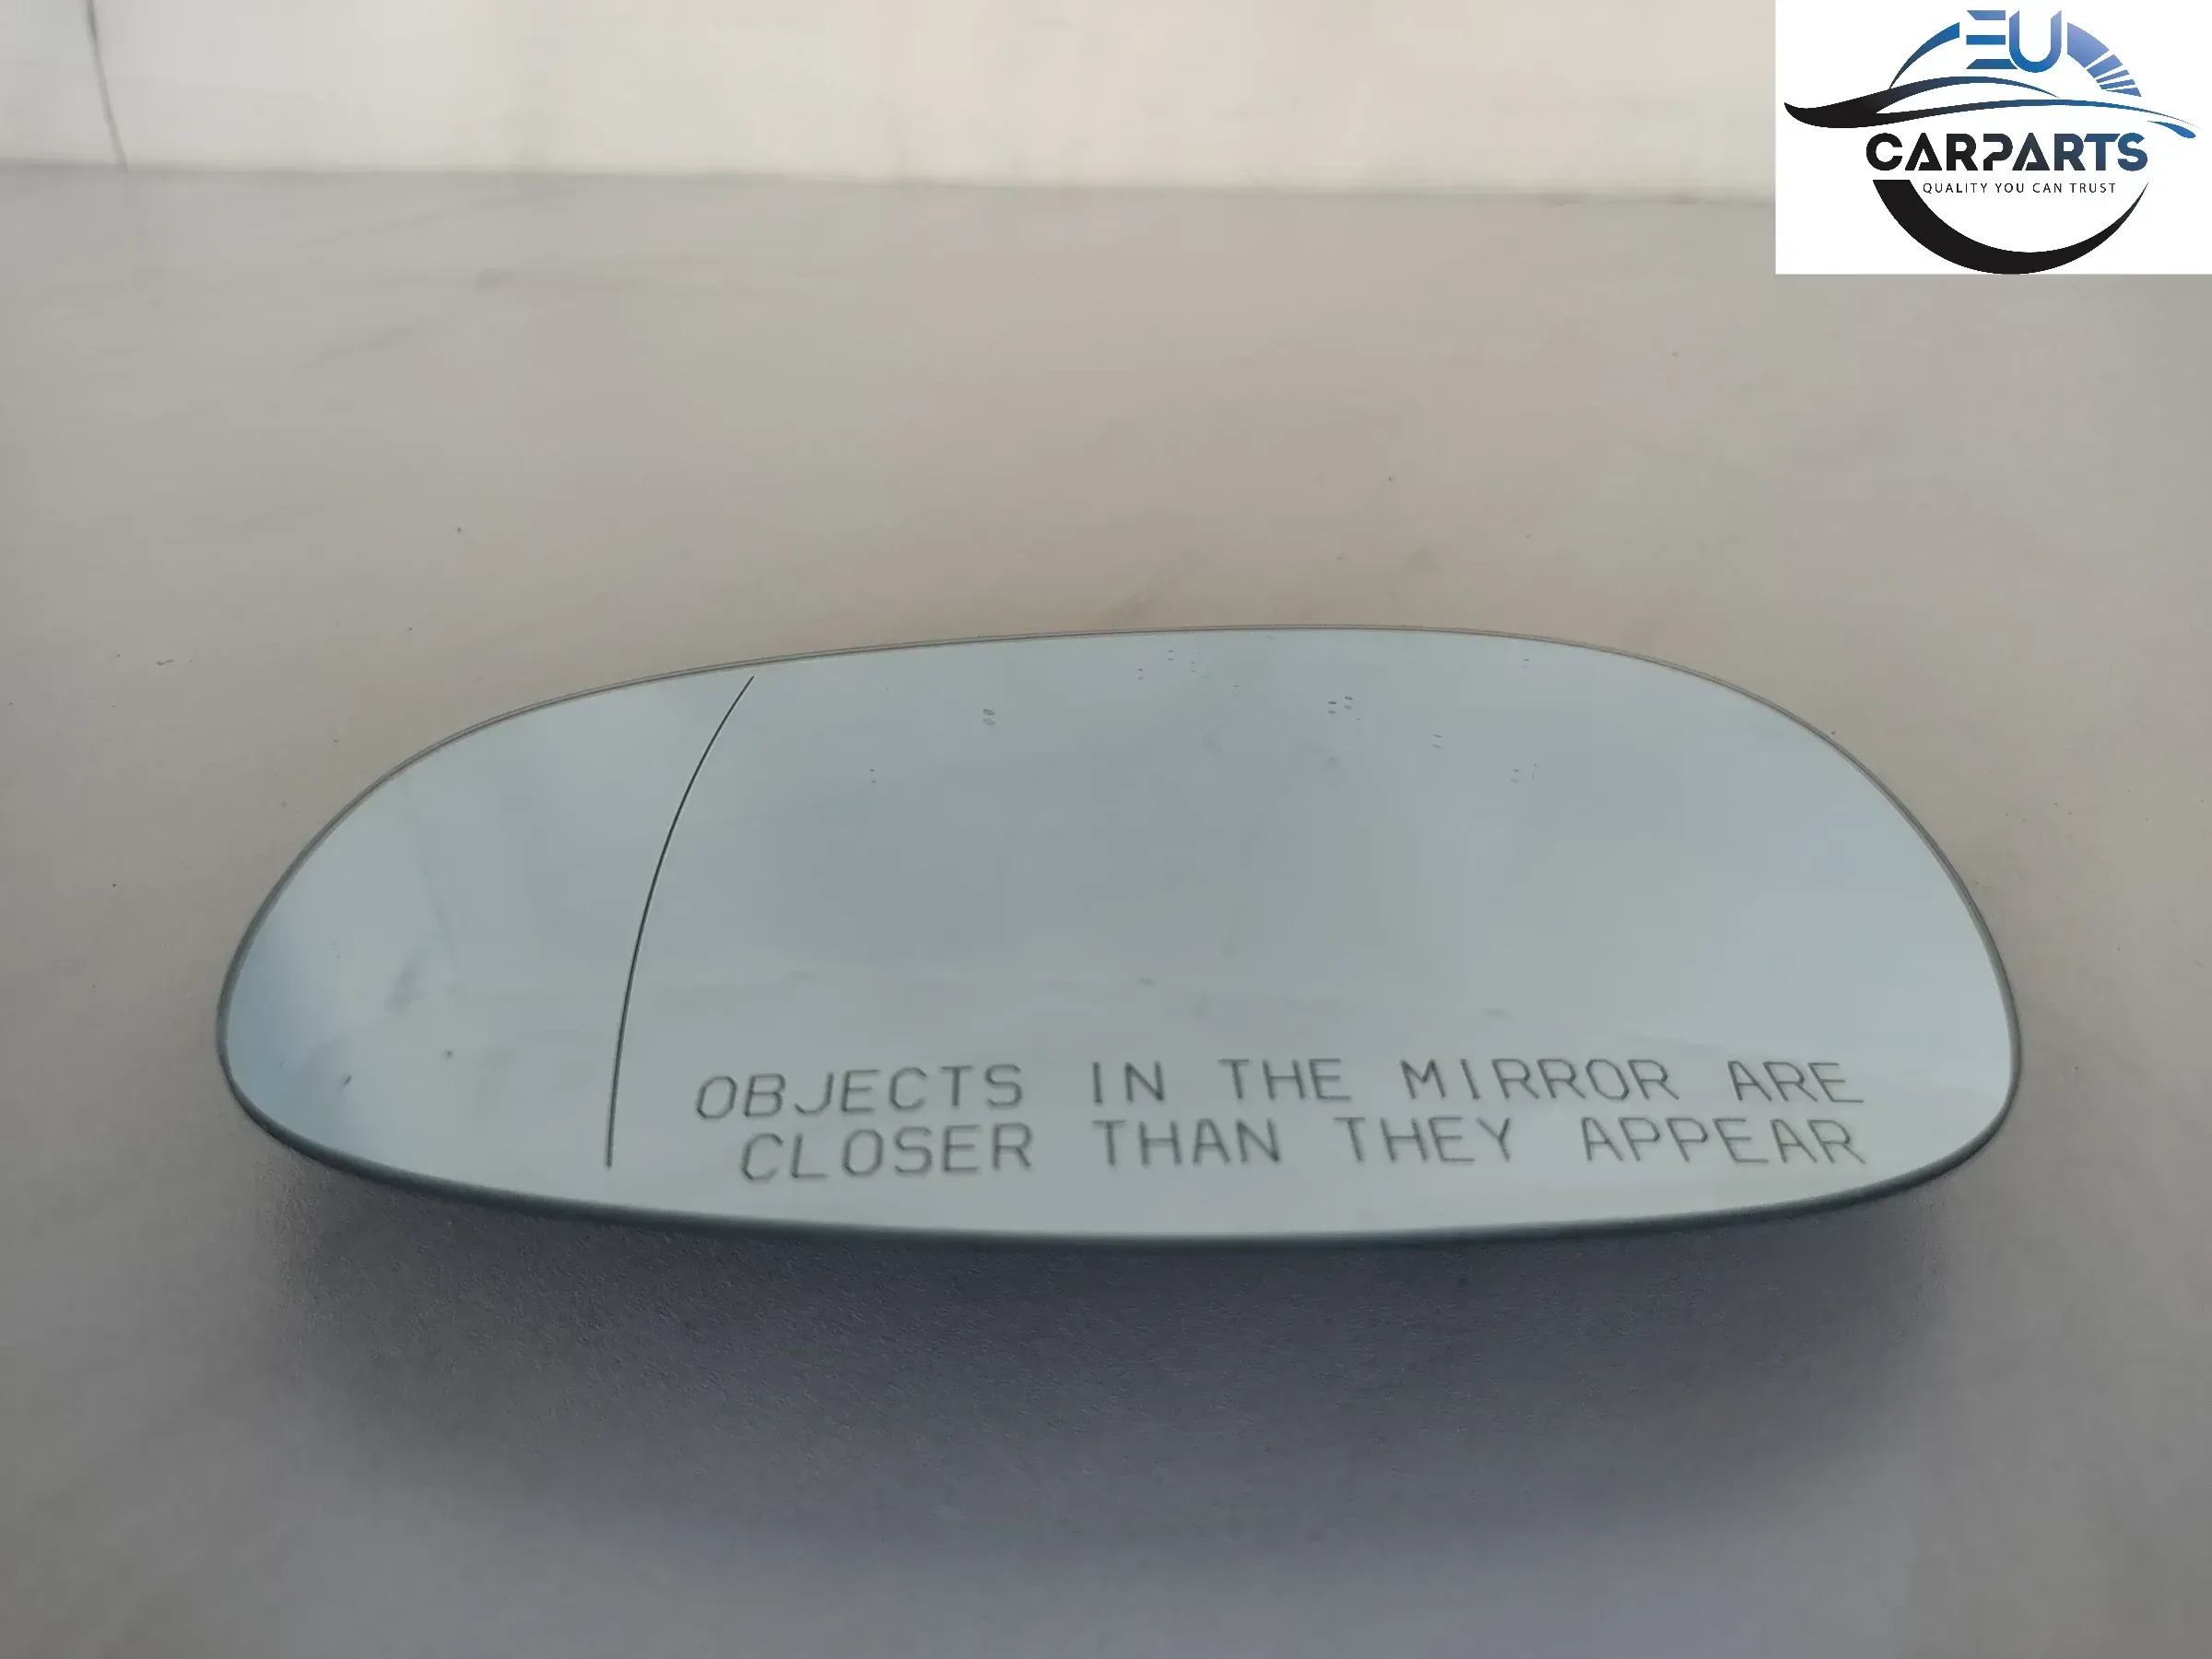 EU
CARPARTS
QUALITY YOU CAN TRUST
OBJECTS IN THE MIRROR ARE
CLOSER THAN THEY APPEAR